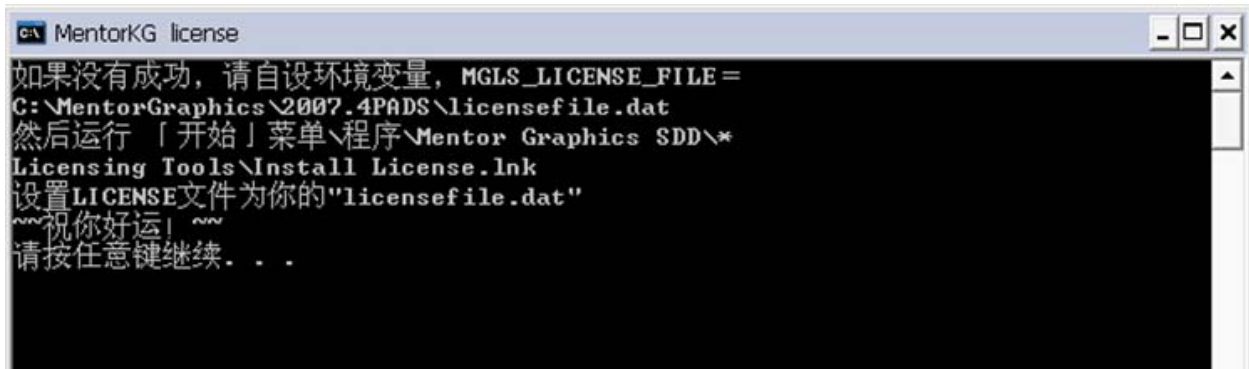 MentorKG license
如果没有成功，请自设环境变量，MGLS_LICENSE_FILE＝
C:\MentorGraphics\2007.4PADS\licensefile.dat
然后运行 「开始」菜单\程序\Mentor Graphics SDD\*
Licensing Tools\Install License.lnk
设置LICENSE文件为你的"licensefile.dat"
~~祝你好运！~~
请按任意键继续. . .